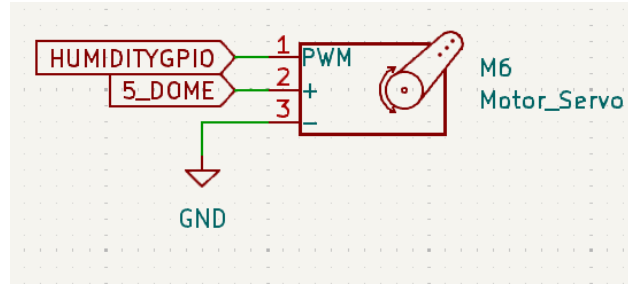 HUMIDITYGPIO
1
PWM
5_DOME
2
+
3
-
M6
Motor_Servo
GND